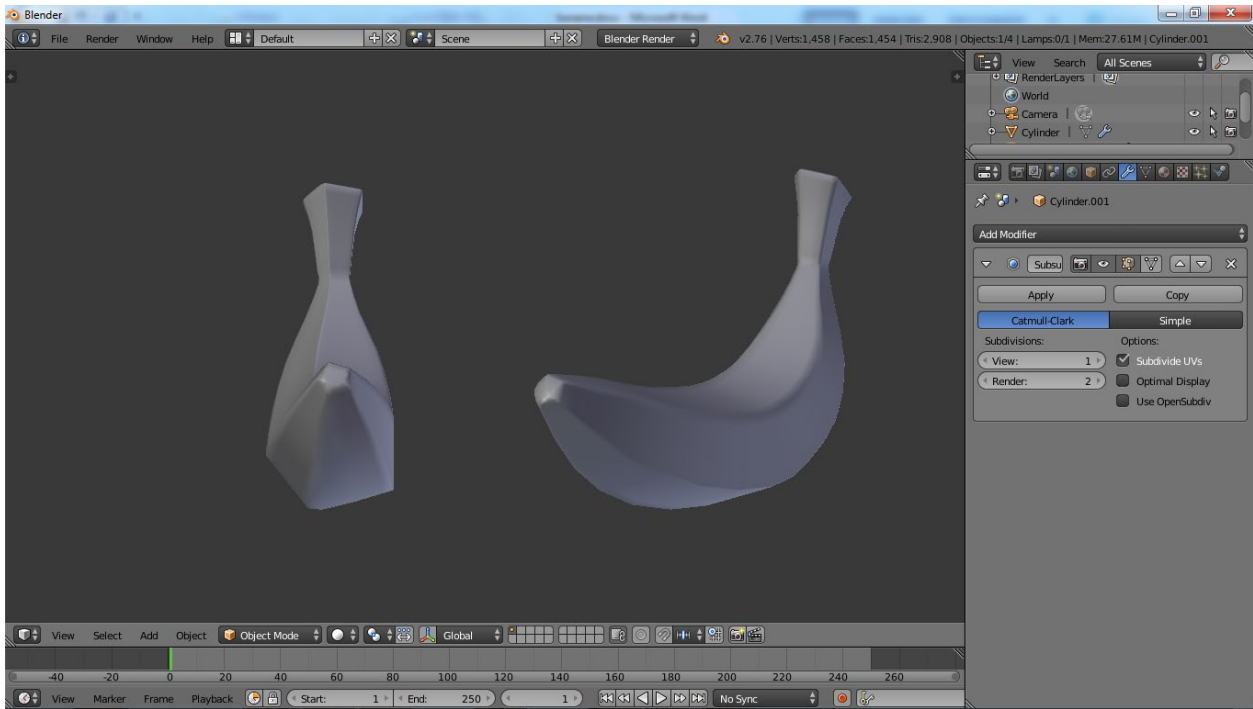 Blender
File Render Window Help Default Scene Blender Render v2.76 | Verts:1,458 | Faces:1,454 | Tris:2,908 | Objects:1/4 | Lamps:0/1 | Mem:27.61M | Cylinder.001
View Search All Scenes
RenderLayers
World
Camera
Cylinder
Cylinder.001
Add Modifier
Subsu
Apply Copy
Catmull-Clark Simple
Subdivisions: Options:
View: 1 Subdivide UVs
Render: 2 Optimal Display
Use OpenSubdiv
View Select Add Object Object Mode Global
-40 -20 0 20 40 60 80 100 120 140 160 180 200 220 240 260
View Marker Frame Playback Start: 1 End: 250 1 No Sync